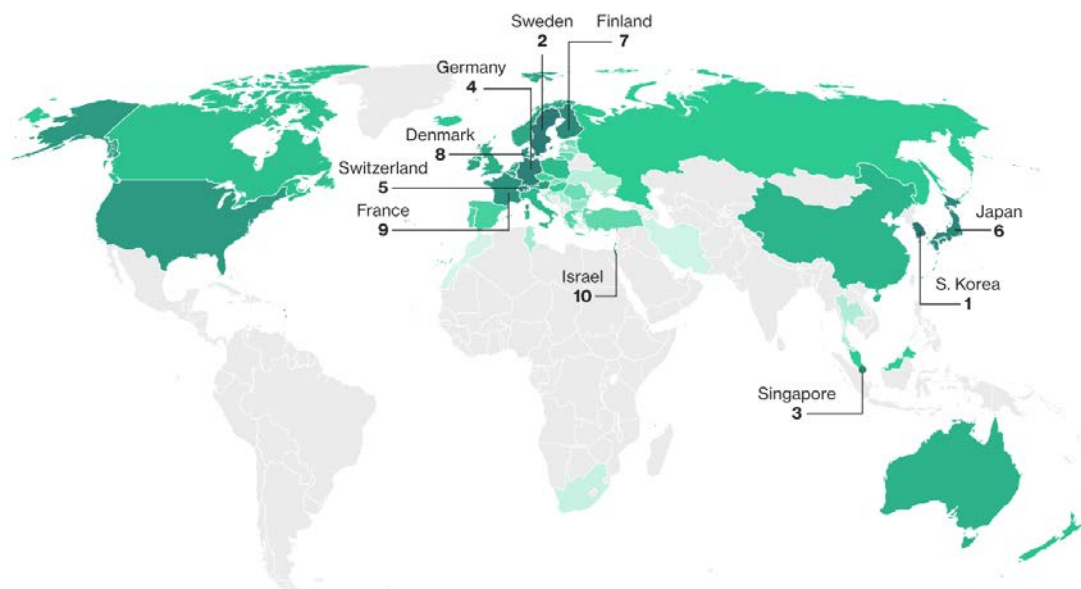 Sweden
2
Finland
7
Germany
4
Denmark
8
Switzerland
5
France
9
Israel
10
Japan
6
S. Korea
1
Singapore
3